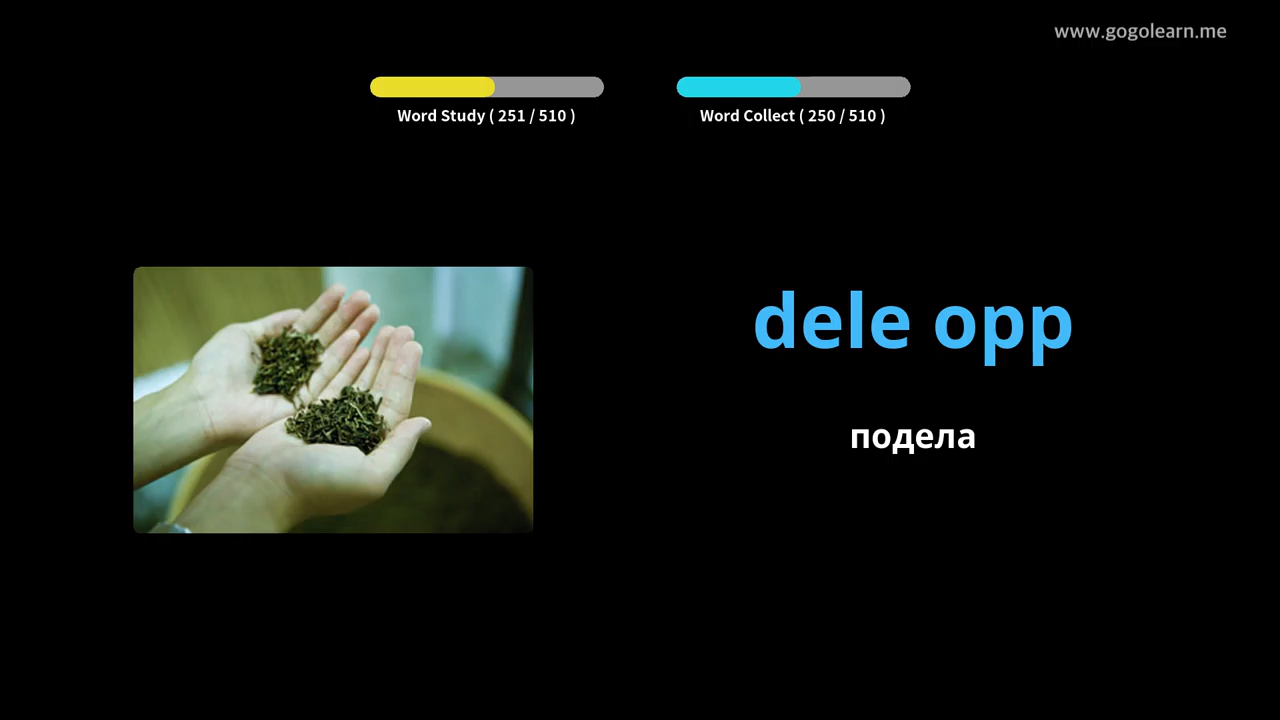 www.gogolearn.me
Word Study ( 251 / 510 )
Word Collect ( 250 / 510 )
dele opp
подела